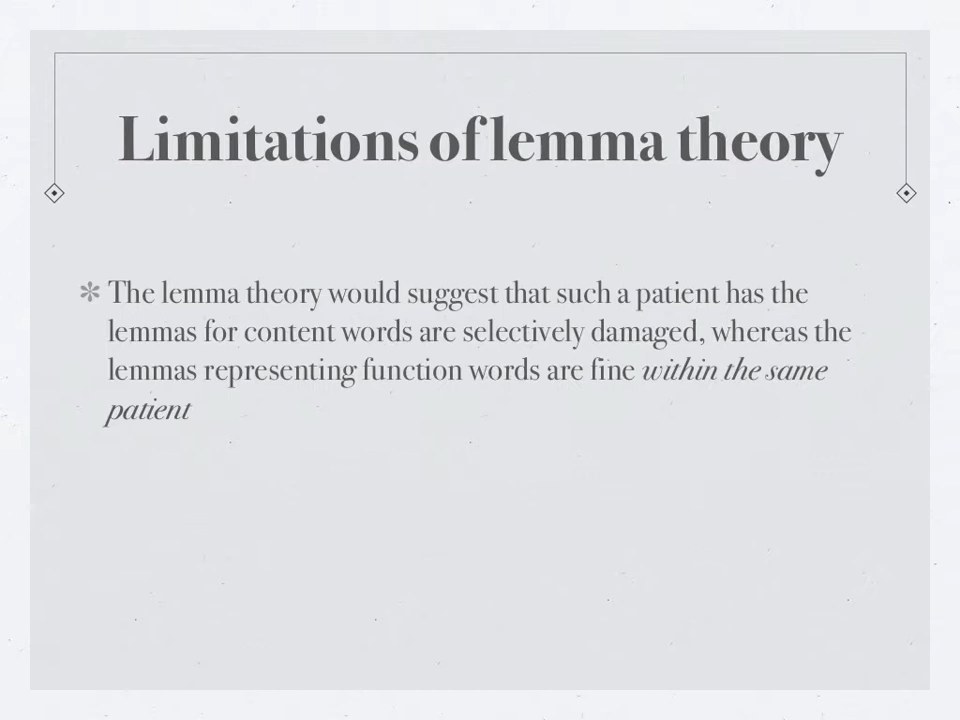 Limitations of lemma theory
The lemma theory would suggest that such a patient has the
lemmas for content words are selectively damaged, whereas the
lemmas representing function words are fine within the same
patient